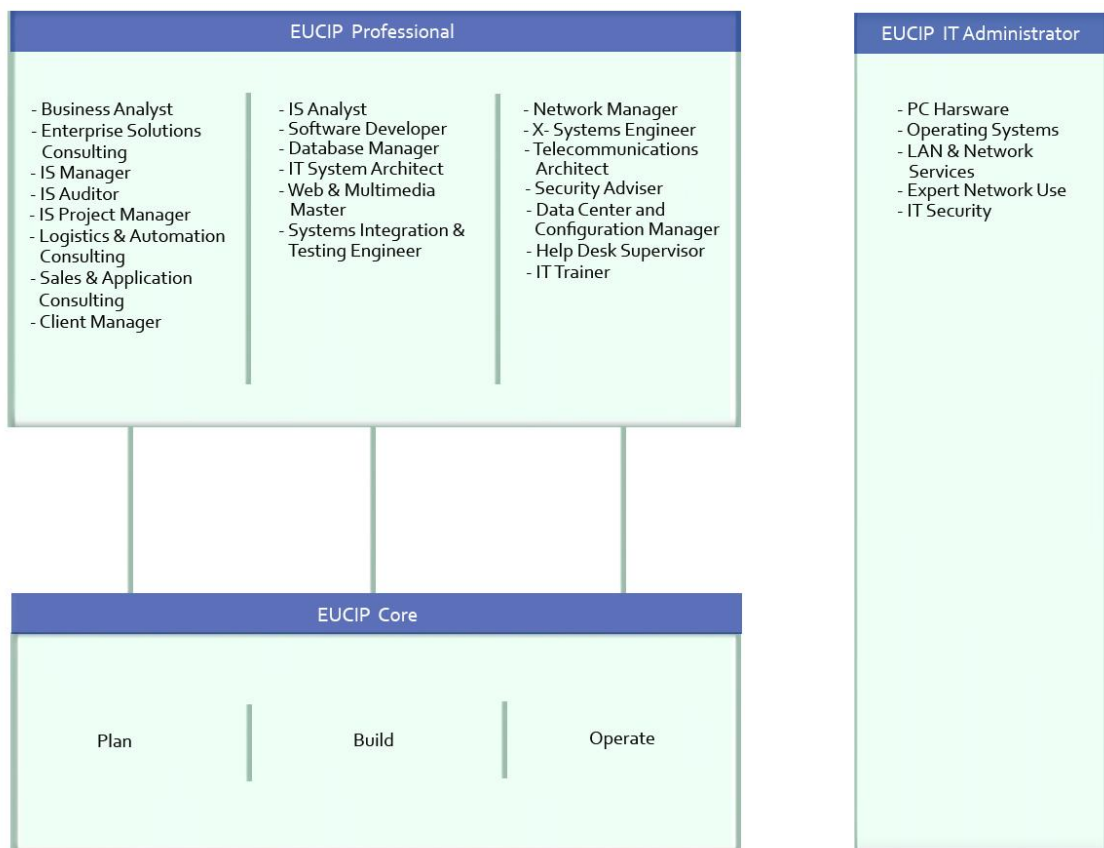 EUCIP Professional
- Business Analyst
- Enterprise Solutions
Consulting
- IS Manager
- IS Auditor
- IS Project Manager
- Logistics & Automation
Consulting
- Sales & Application
Consulting
- Client Manager
- IS Analyst
- Software Developer
- Database Manager
- IT System Architect
- Web & Multimedia
Master
- Systems Integration &
Testing Engineer
- Network Manager
- X- Systems Engineer
- Telecommunications
Architect
- Security Adviser
- Data Center and
Configuration Manager
- Help Desk Supervisor
- IT Trainer
EUCIP IT Administrator
- PC Harsware
- Operating Systems
- LAN & Network
Services
- Expert Network Use
- IT Security
EUCIP Core
Plan
Build
Operate